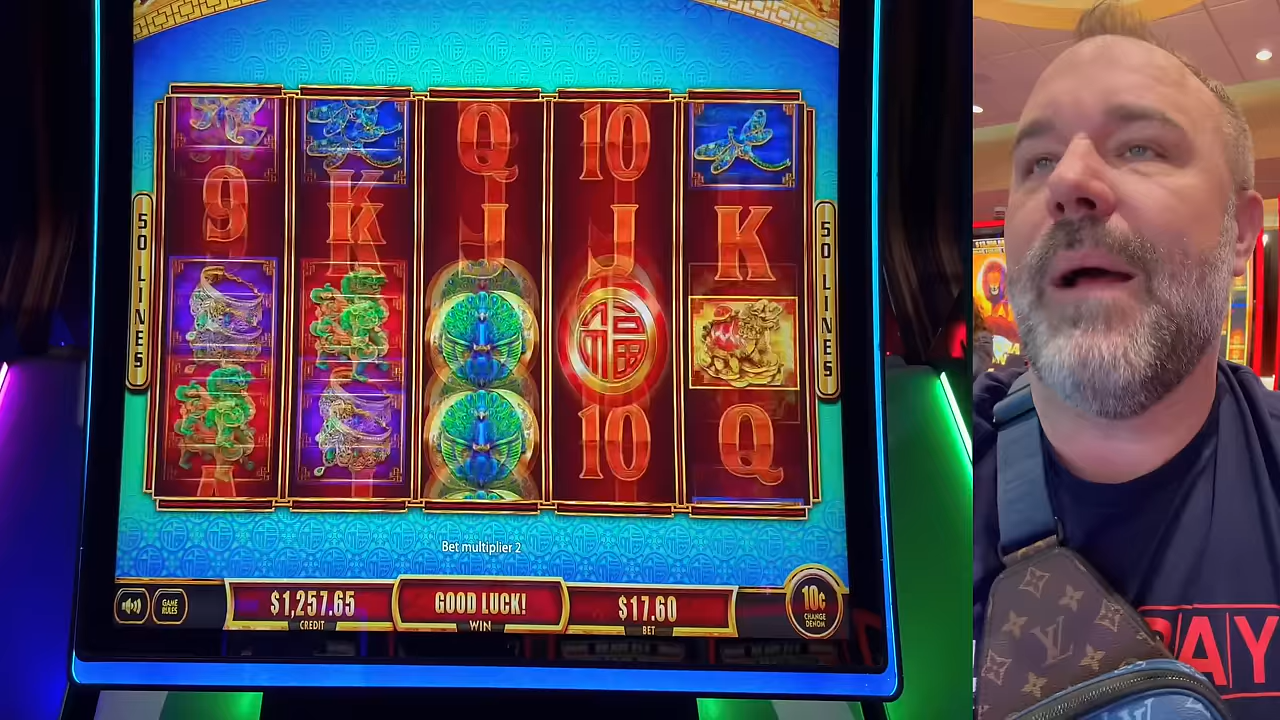 Q
10
9
K
J
J
K
50 LINES
50 LINES
福
10
Q
Bet multiplier 2
GAME RULES
$1,257.65
CREDIT
GOOD LUCK!
WIN
$17.60
BET
10¢
CHANGE
DENOM
LV
AY